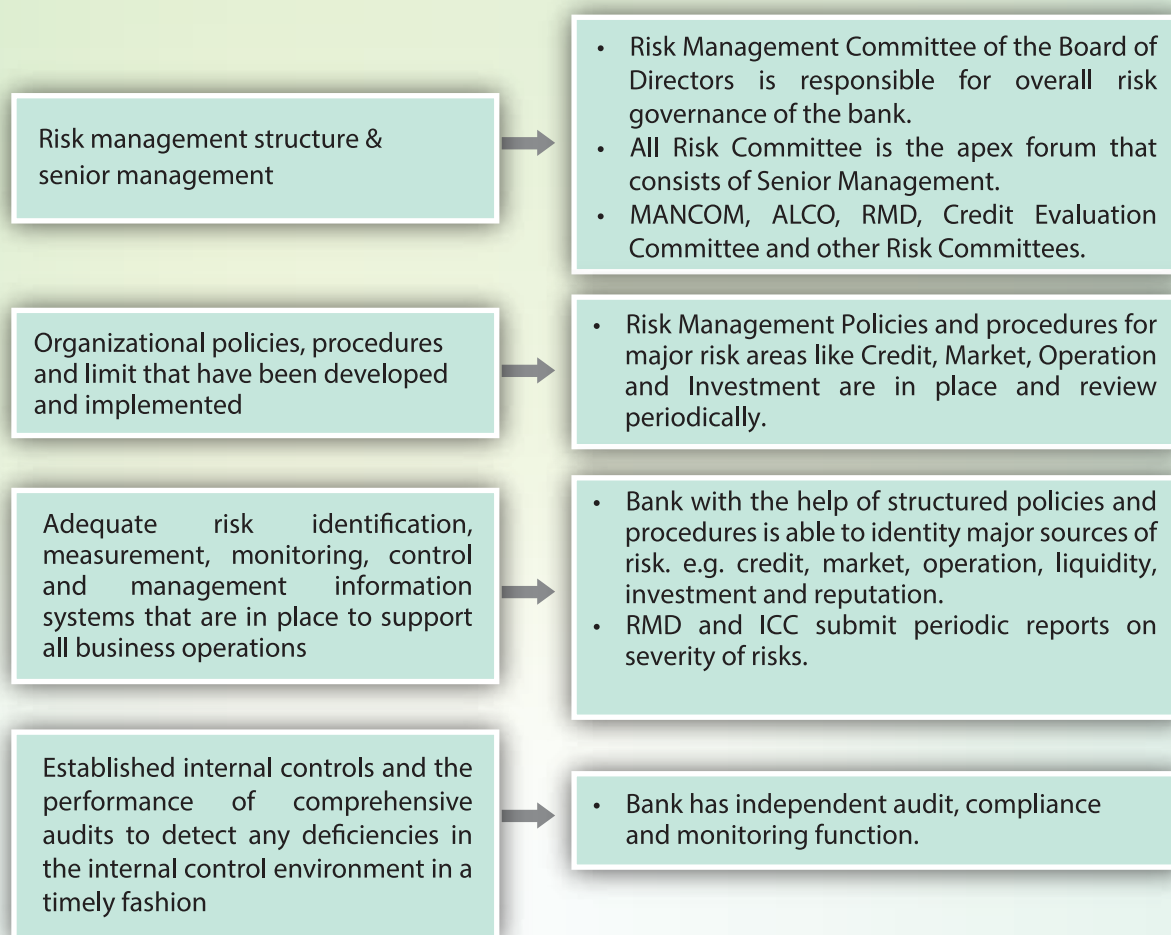 Risk management structure &
senior management
• Risk Management Committee of the Board of
Directors is responsible for overall risk
governance of the bank.
• All Risk Committee is the apex forum that
consists of Senior Management.
• MANCOM, ALCO, RMD, Credit Evaluation
Committee and other Risk Committees.
Organizational policies, procedures
and limit that have been developed
and implemented
• Risk Management Policies and procedures for
major risk areas like Credit, Market, Operation
and Investment are in place and review
periodically.
Adequate risk identification,
measurement, monitoring, control
and management information
systems that are in place to support
all business operations
• Bank with the help of structured policies and
procedures is able to identity major sources of
risk. e.g. credit, market, operation, liquidity,
investment and reputation.
• RMD and ICC submit periodic reports on
severity of risks.
Established internal controls and the
performance of comprehensive
audits to detect any deficiencies in
the internal control environment in a
timely fashion
• Bank has independent audit, compliance
and monitoring function.